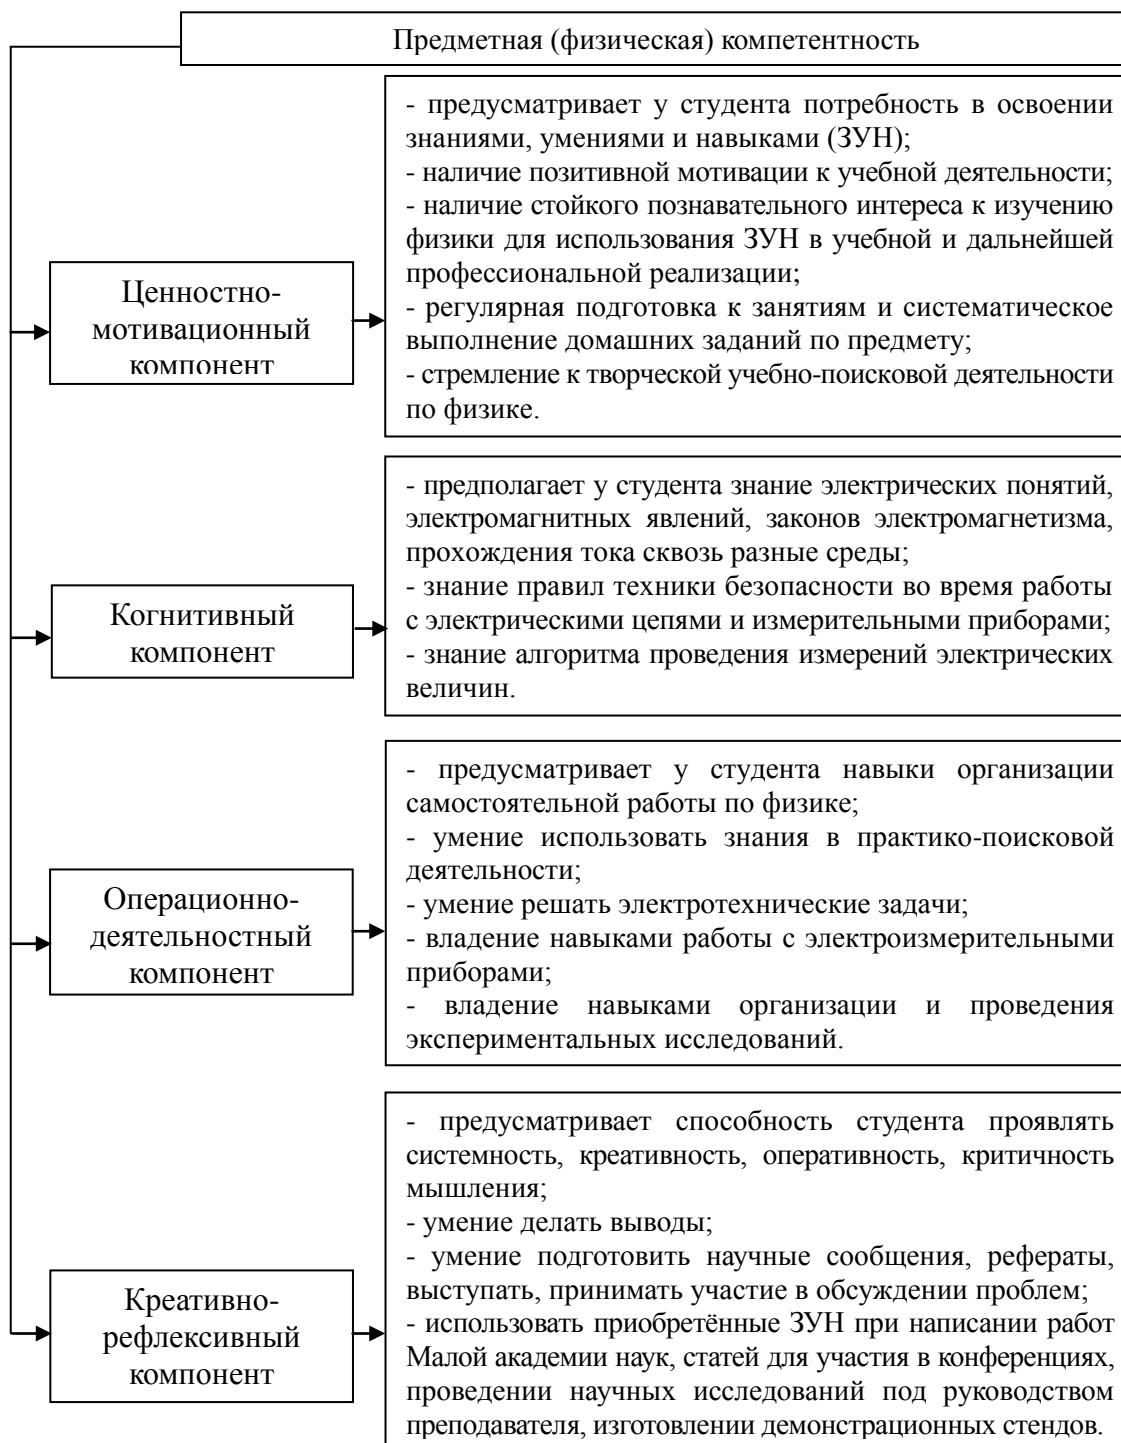 Предметная (физическая) компетентность
- предусматривает у студента потребность в освоении
знаниями, умениями и навыками (ЗУН);
- наличие позитивной мотивации к учебной деятельности;
- наличие стойкого познавательного интереса к изучению
физики для использования ЗУН в учебной и дальнейшей
профессиональной реализации;
- регулярная подготовка к занятиям и систематическое
выполнение домашних заданий по предмету;
- стремление к творческой учебно-поисковой деятельности
по физике.
Ценностно-
мотивационный
компонент
- предполагает у студента знание электрических понятий,
электромагнитных явлений, законов электромагнетизма,
прохождения тока сквозь разные среды;
- знание правил техники безопасности во время работы
с электрическими цепями и измерительными приборами;
- знание алгоритма проведения измерений электрических
величин.
Когнитивный
компонент
- предусматривает у студента навыки организации
самостоятельной работы по физике;
- умение использовать знания в практико-поисковой
деятельности;
- умение решать электротехнические задачи;
- владение навыками работы с электроизмерительными
приборами;
- владение навыками организации и проведения
экспериментальных исследований.
Операционно-
деятельностный
компонент
- предусматривает способность студента проявлять
системность, креативность, оперативность, критичность
мышления;
- умение делать выводы;
- умение подготовить научные сообщения, рефераты,
выступать, принимать участие в обсуждении проблем;
- использовать приобретённые ЗУН при написании работ
Малой академии наук, статей для участия в конференциях,
проведении научных исследований под руководством
преподавателя, изготовлении демонстрационных стендов.
Креативно-
рефлексивный
компонент